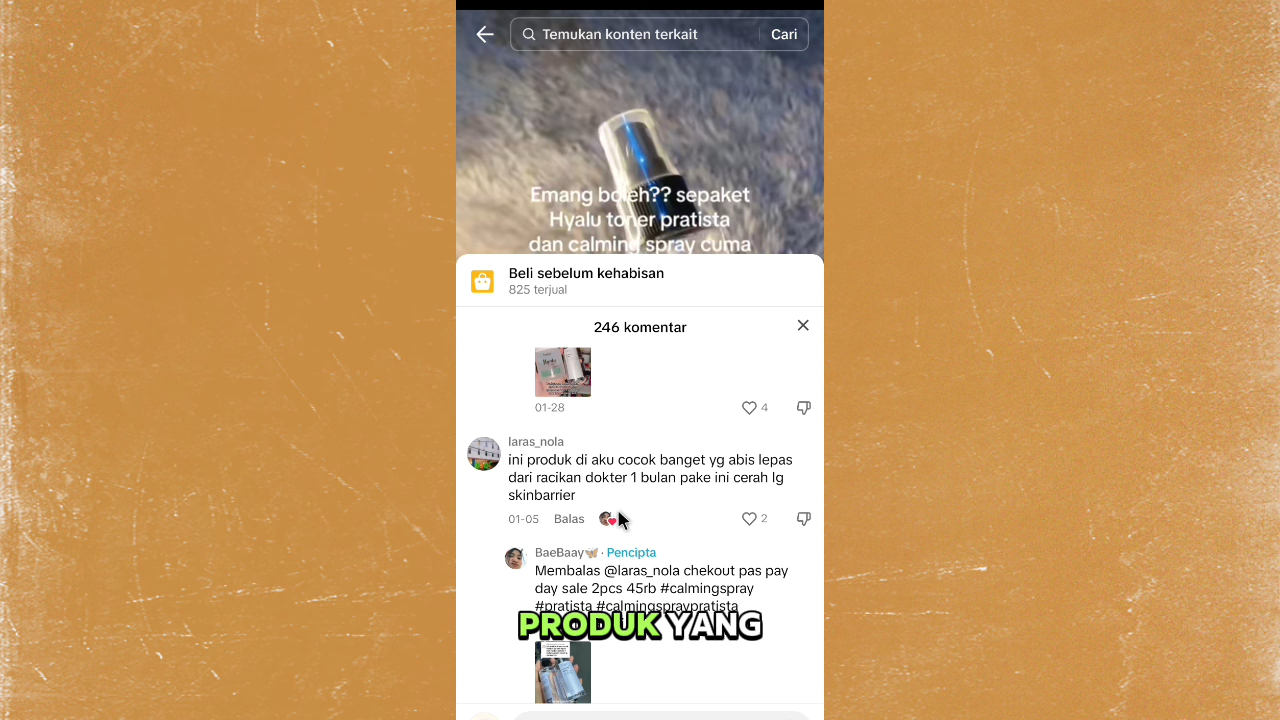 Temukan konten terkait
Cari
Emang boleh?? sepaket
Hyalu toner pratista
dan calming spray cuma
Beli sebelum kehabisan
825 terjual
246 komentar
01-28
4
laras_nola
ini produk di aku cocok banget yg abis lepas
dari racikan dokter 1 bulan pake ini cerah lg
skinbarrier
01-05 Balas
2
BaeBaay🦋 · Pencipta
Membalas @laras_nola chekout pas pay
day sale 2pcs 45rb #calmingspray
#pratista #calmingspraypratista
PRODUK YANG